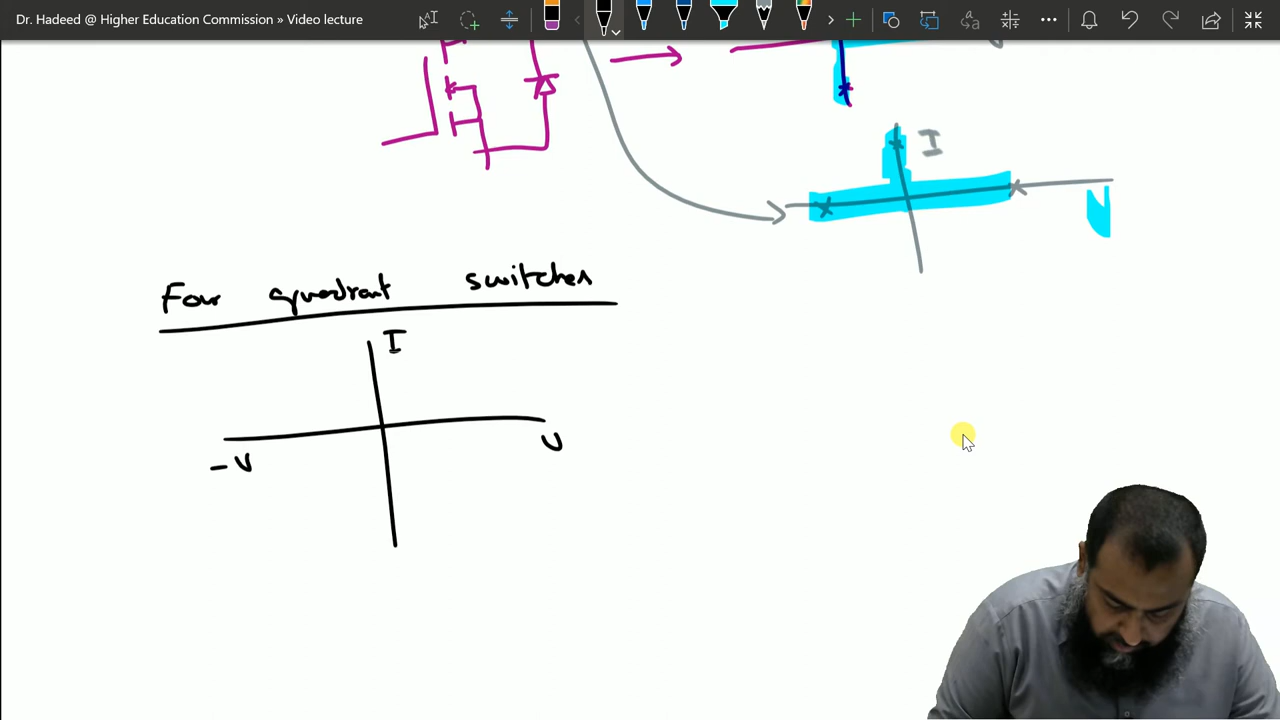 Dr. Hadeed @ Higher Education Commission » Video lecture
I
V
Four quadrant switches
I
-V
V